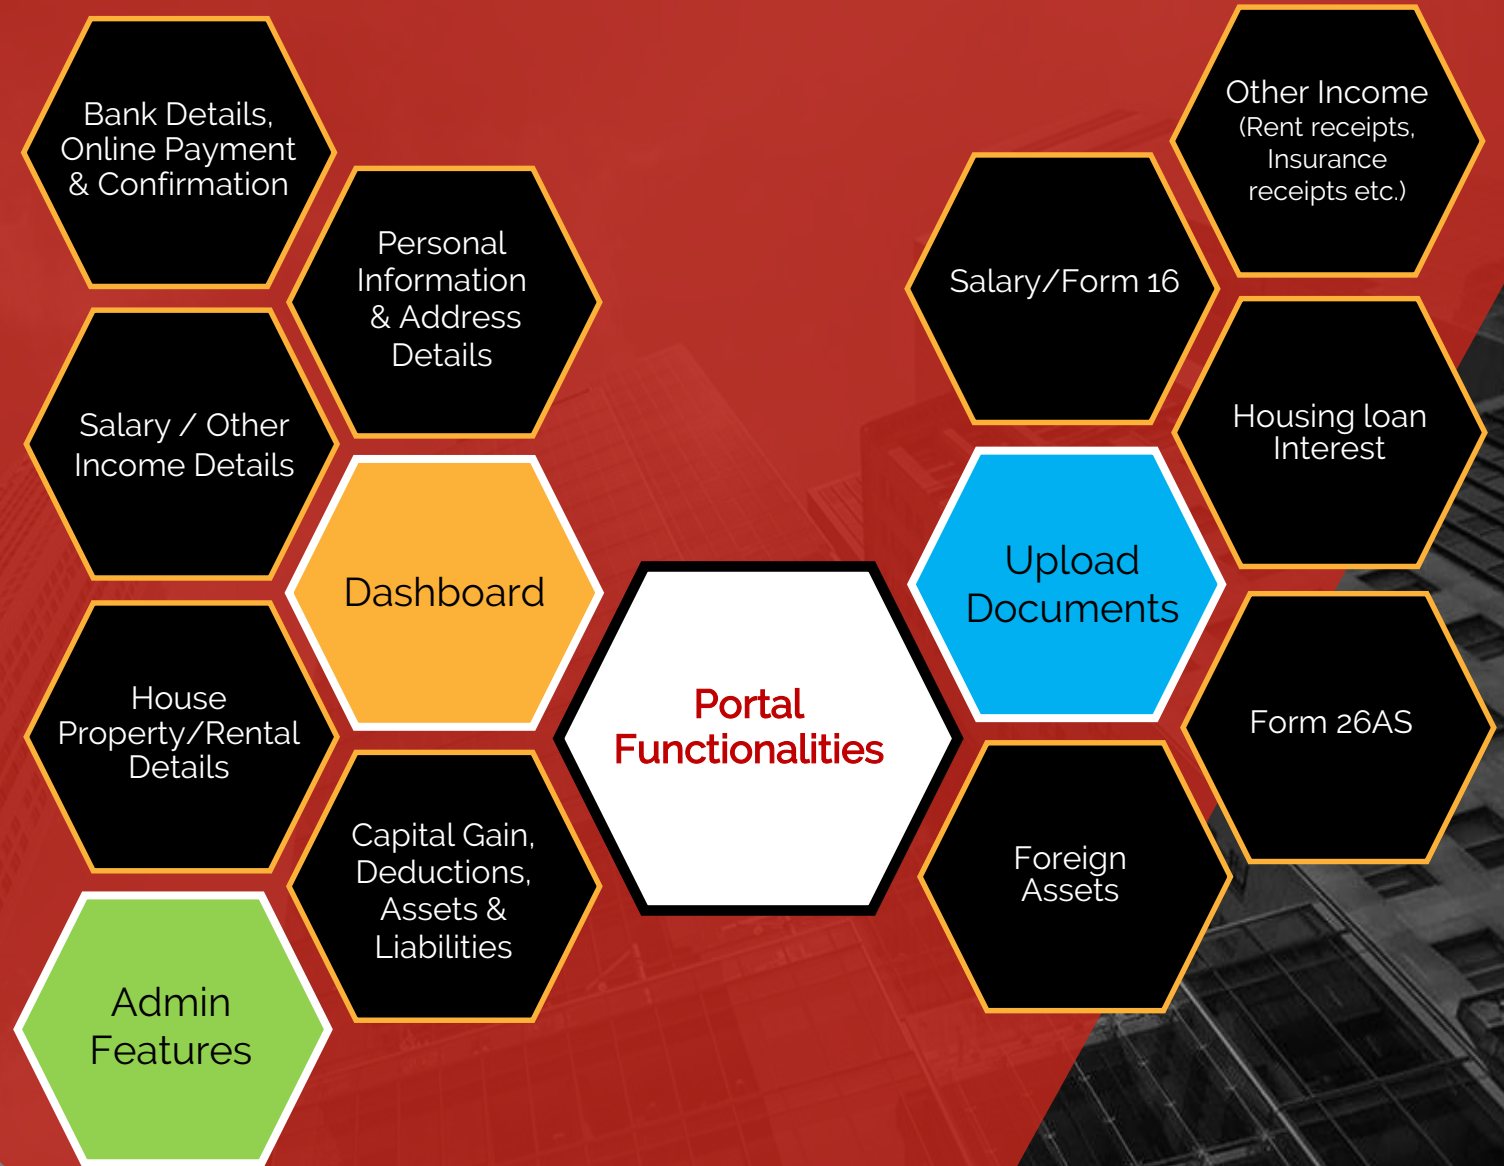 Bank Details,
Online Payment
& Confirmation
Personal
Information
& Address
Details
Salary / Other
Income Details
Dashboard
House
Property/Rental
Details
Capital Gain,
Deductions,
Assets &
Liabilities
Admin
Features
Portal
Functionalities
Other Income
(Rent receipts,
Insurance
receipts etc.)
Salary/Form 16
Housing loan
Interest
Upload
Documents
Form 26AS
Foreign
Assets